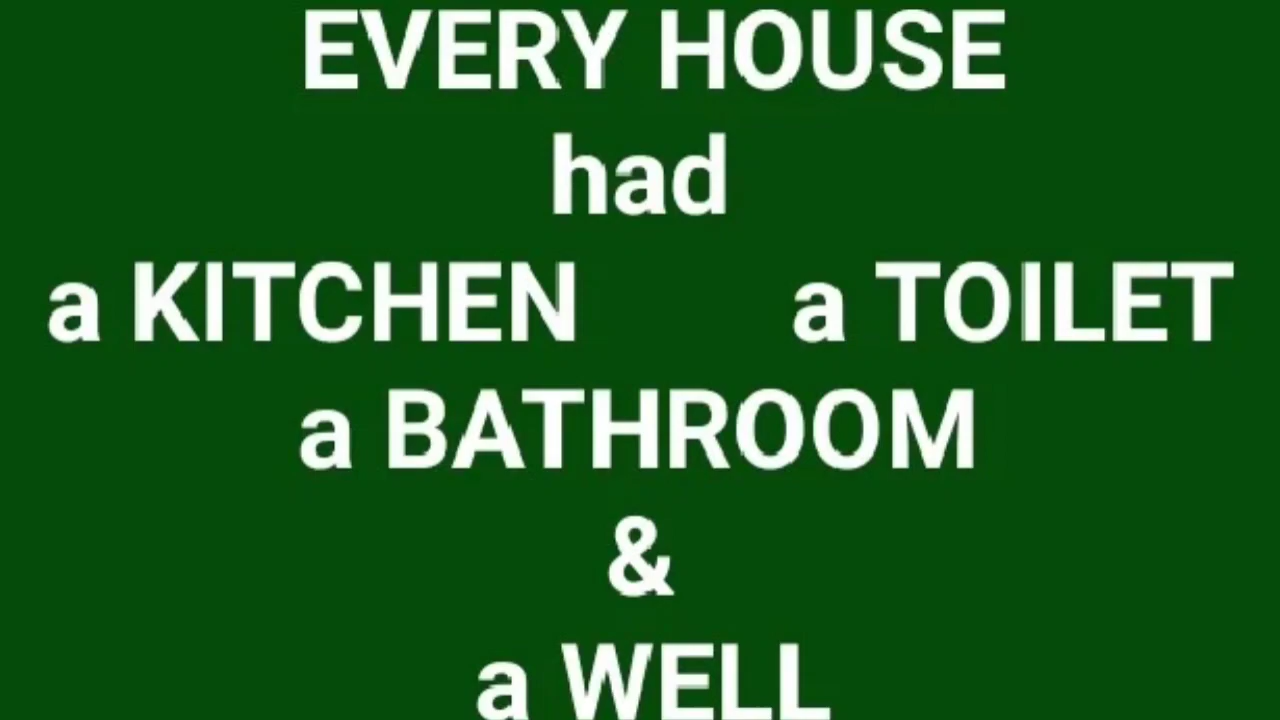 EVERY HOUSE
had
a KITCHEN a TOILET
a BATHROOM
&
a WELL